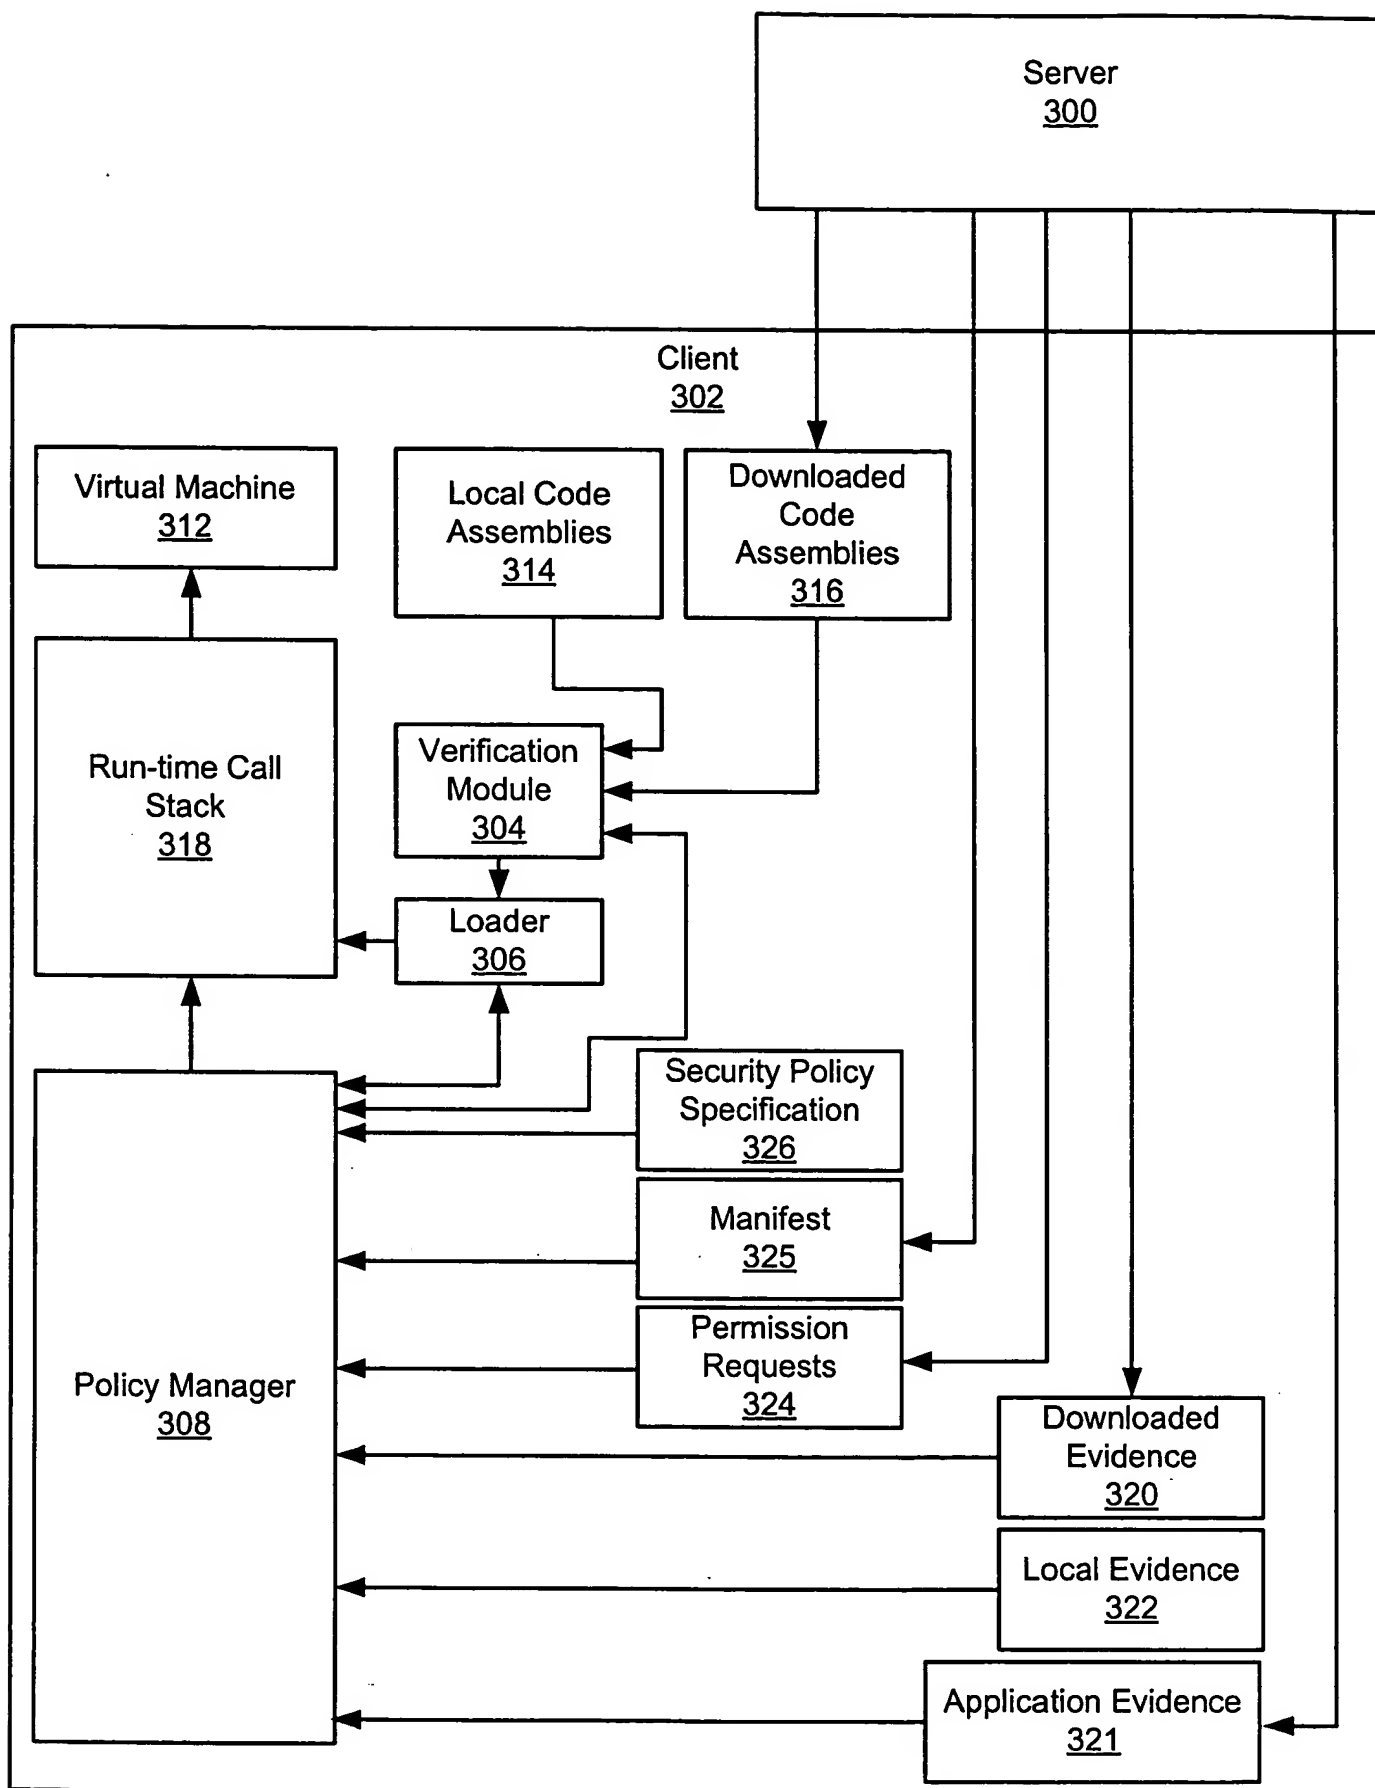 Server
300
Client
302
Virtual Machine
312
Local Code
Assemblies
314
Downloaded
Code
Assemblies
316
Run-time Call
Stack
318
Verification
Module
304
Loader
306
Security Policy
Specification
326
Manifest
325
Permission
Requests
324
Policy Manager
308
Downloaded
Evidence
320
Local Evidence
322
Application Evidence
321